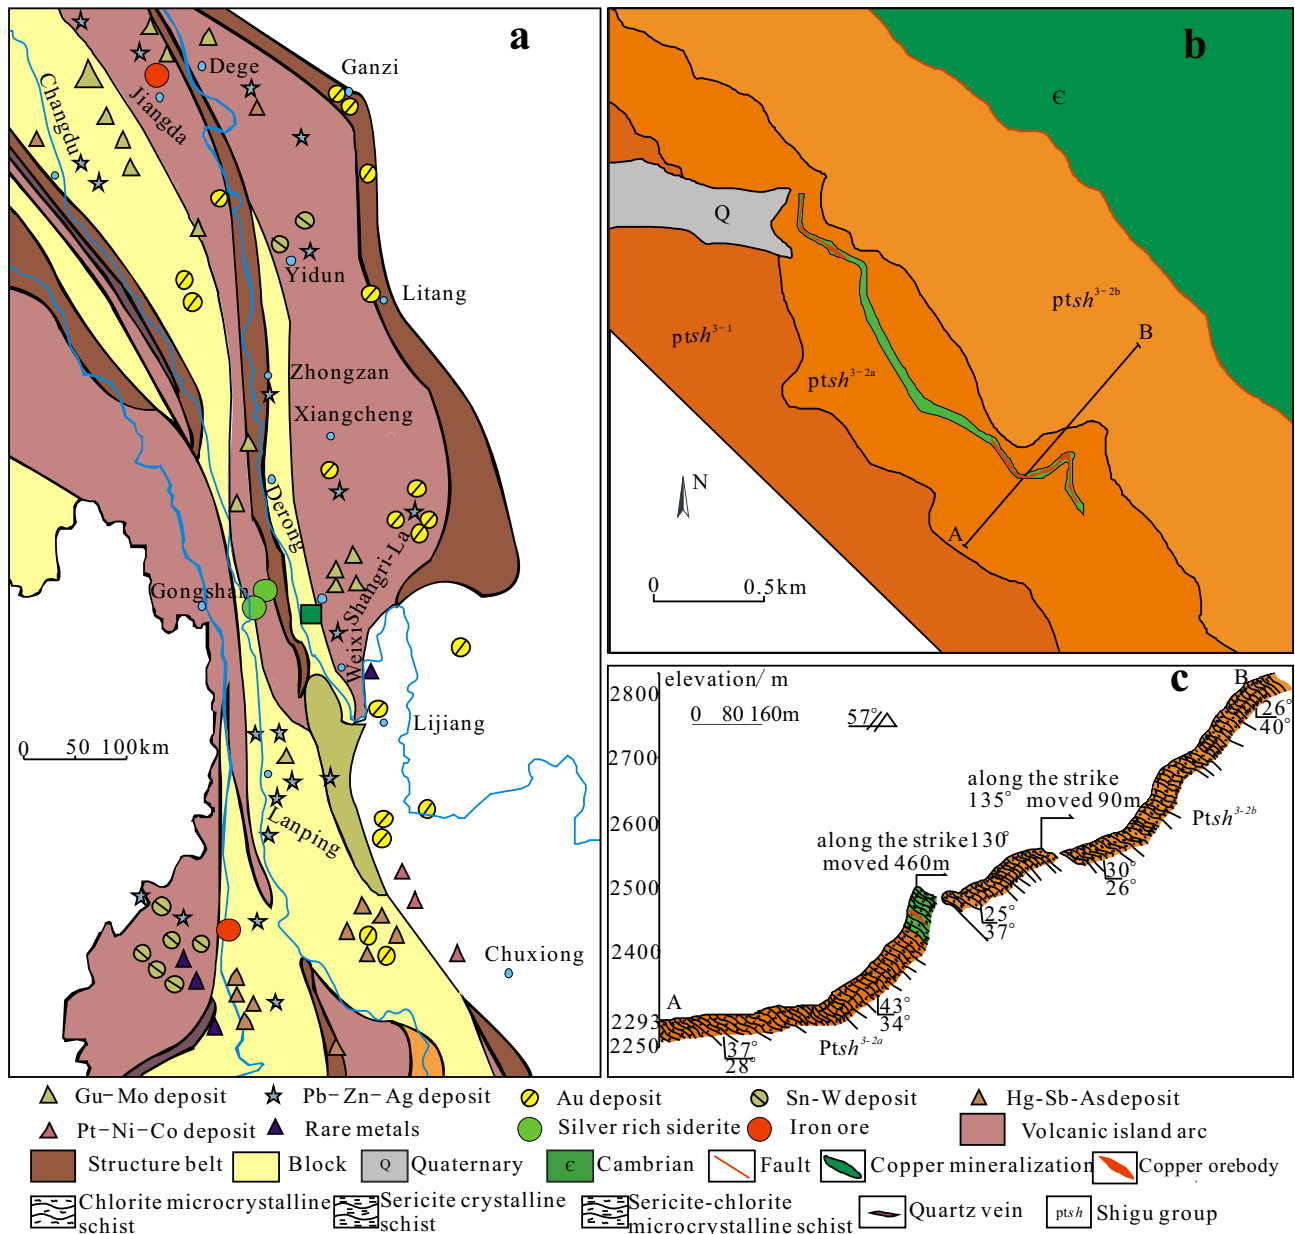 a
Ganzi
Dege
Changdu
Jiangda
Yidun
Litang
Zhongzan
Xiangcheng
Derong
Shangri-La
Gongshan
Weixi
Lijiang
0 50 100km
Lanping
Chuxiong
b
Є
Q
ptsh³⁻²ᵇ
ptsh³⁻¹
B
ptsh³⁻²ᵃ
N
A
0 0.5km
c
elevation/ m
B
2800
2700
2600
2500
2400
2293
2250
0 80 160m
57°
26°
40°
along the strike
135° moved 90m
Ptsh³⁻²ᵇ
along the strike130°
moved 460m
30°
26°
25°
37°
A
43°
34°
Ptsh³⁻²ᵃ
37°
28°
Gu-Mo deposit
Pb-Zn-Ag deposit
Au deposit
Sn-W deposit
Hg-Sb-As deposit
Pt-Ni-Co deposit
Rare metals
Silver rich siderite
Iron ore
Volcanic island arc
Structure belt
Block
Q
Quaternary
Є
Cambrian
Fault
Copper mineralization
Copper orebody
Chlorite microcrystalline
schist
Sericite crystalline
schist
Sericite-chlorite
microcrystalline schist
Quartz vein
ptsh
Shigu group